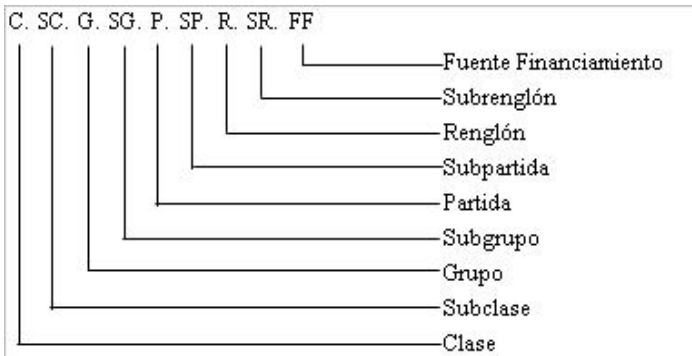 C. SC. G. SG. P. SP. R. SR. FF
Fuente Financiamiento
Subrenglón
Renglón
Subpartida
Partida
Subgrupo
Grupo
Subclase
Clase